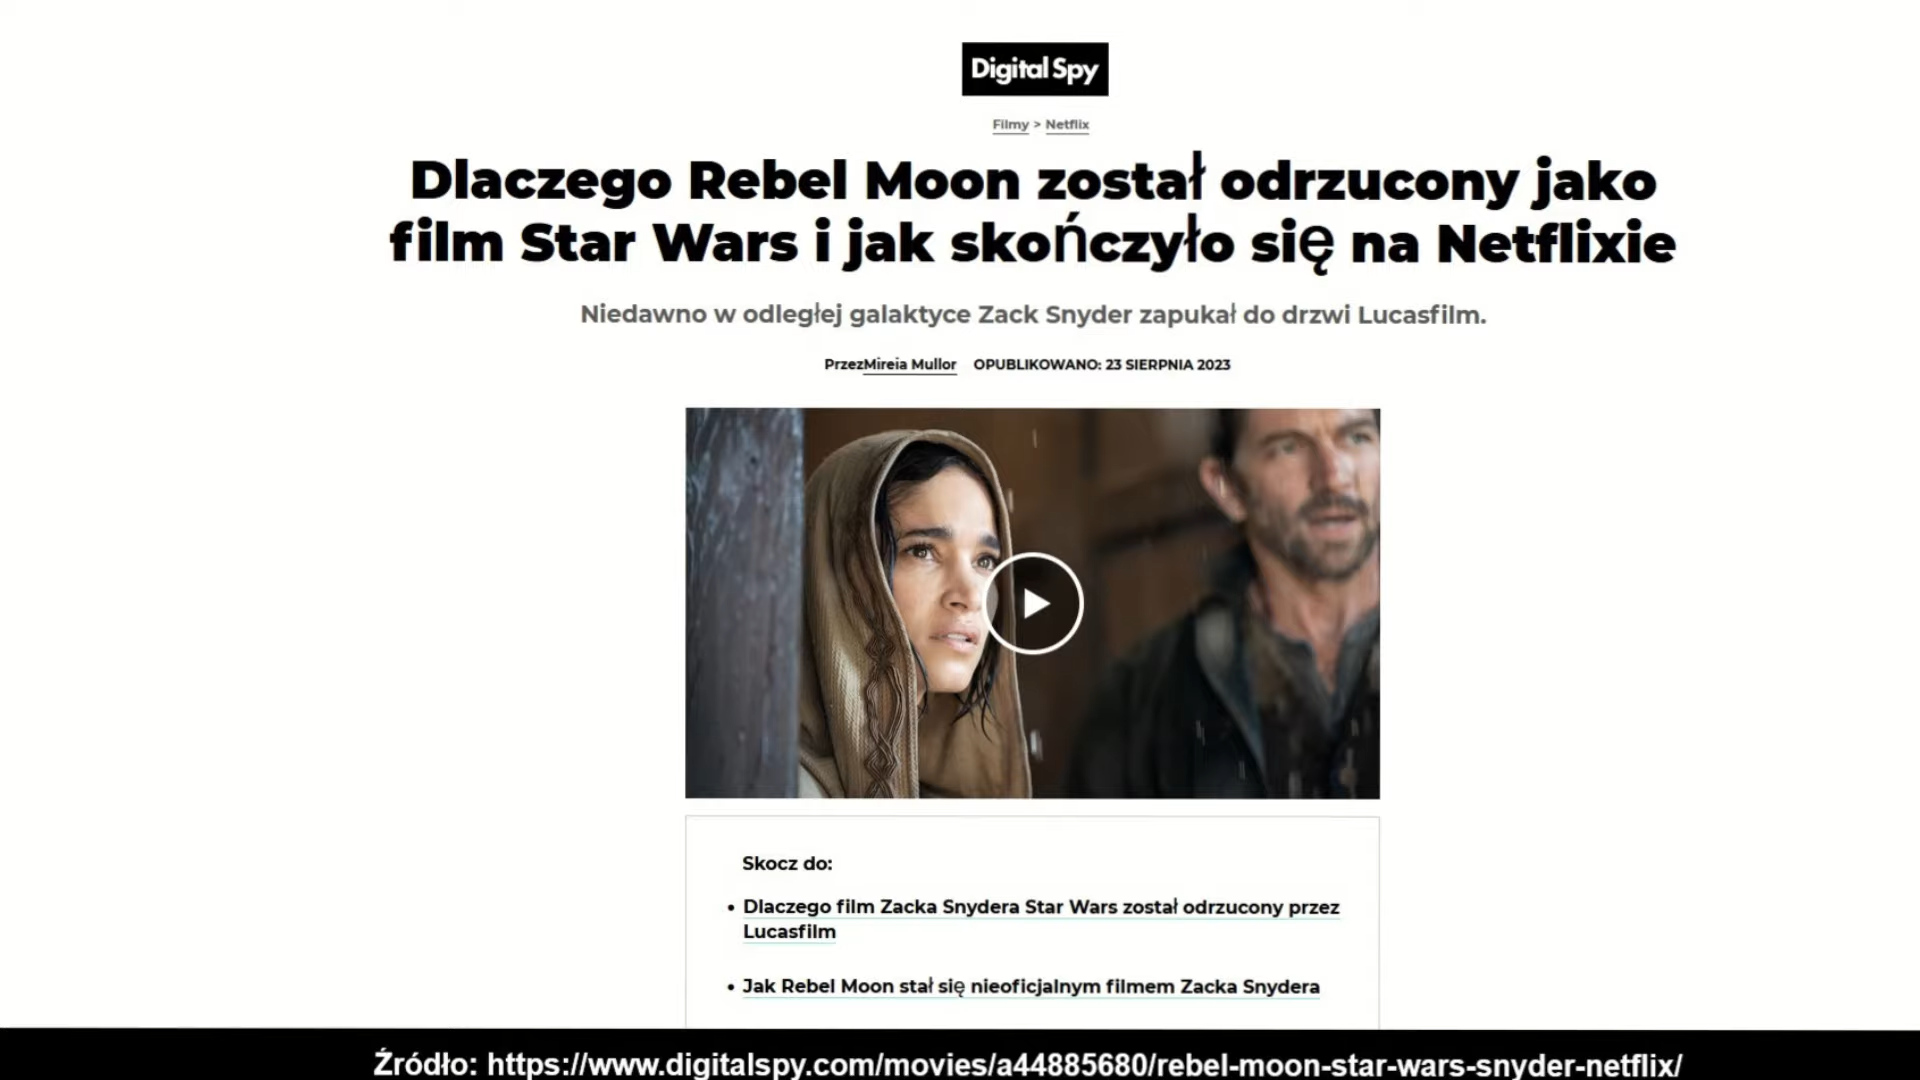 Digital Spy
Filmy > Netflix
Dlaczego Rebel Moon został odrzucony jako
film Star Wars i jak skończyło się na Netflixie
Niedawno w odległej galaktyce Zack Snyder zapukał do drzwi Lucasfilm.
PrzezMireia Mullor OPUBLIKOWANO: 23 SIERPNIA 2023
Skocz do:
• Dlaczego film Zacka Snydera Star Wars został odrzucony przez
Lucasfilm
• Jak Rebel Moon stał się nieoficjalnym filmem Zacka Snydera
Źródło: https://www.digitalspy.com/movies/a44885680/rebel-moon-star-wars-snyder-netflix/